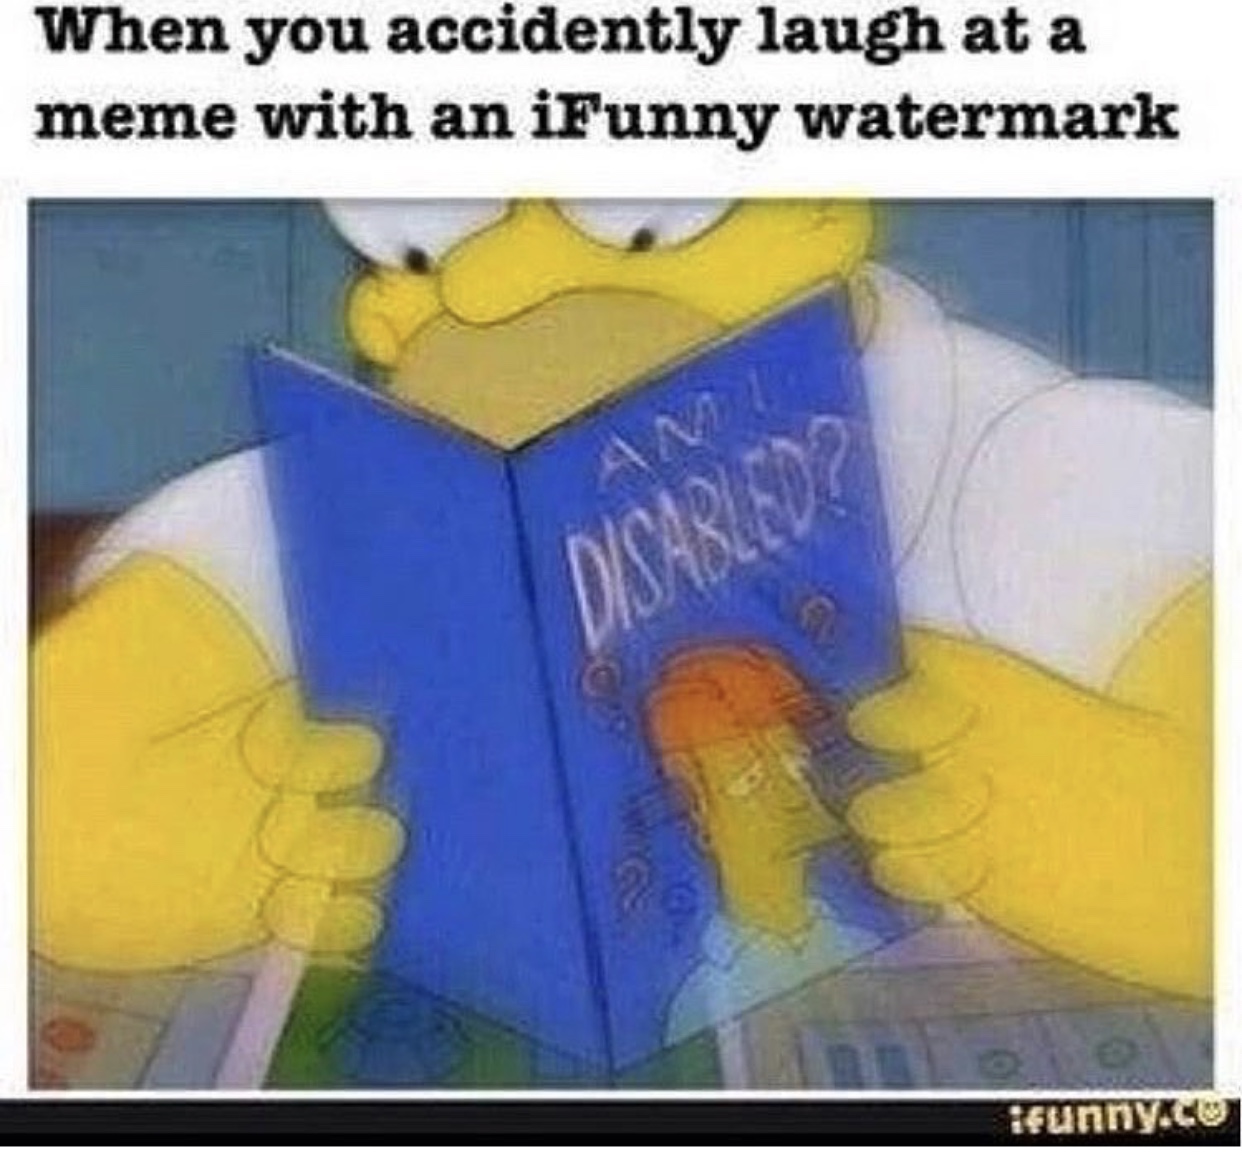 When you accidently laugh at a
meme with an iFunny watermark
AM I
DISABLED?
ifunny.co